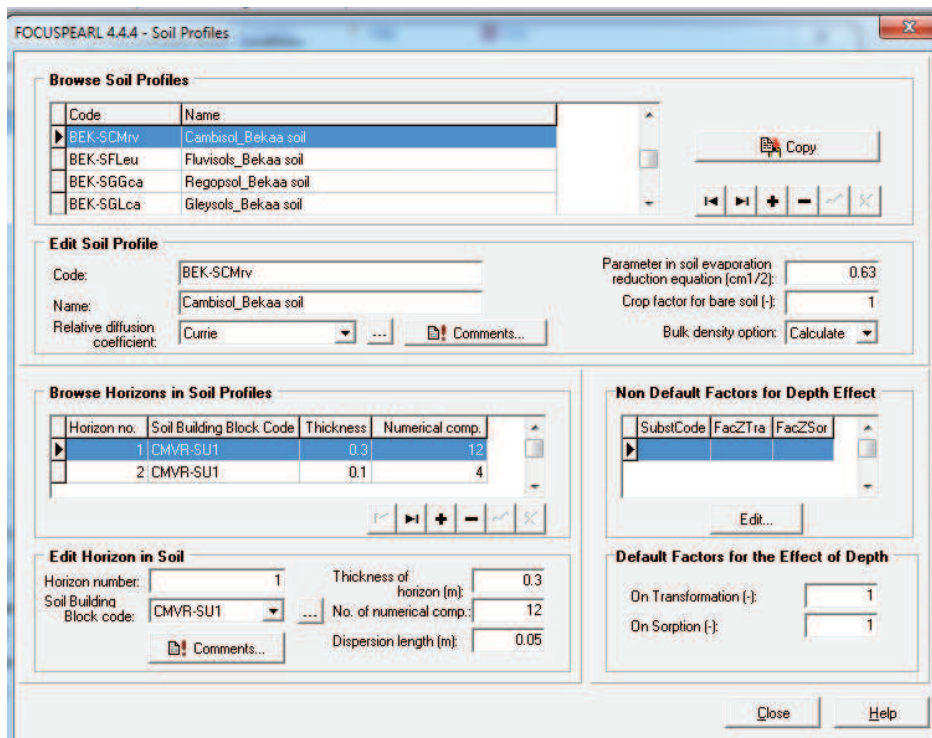 FOCUSPEARL 4.4.4 - Soil Profiles
Browse Soil Profiles
Code Name
BEK-SCMrv Cambisol_Bekaa soil
BEK-SFLeu Fluvisols_Bekaa soil
BEK-SGGca Regopsol_Bekaa soil
BEK-SGLca Gleysols_Bekaa soil
Copy
Edit Soil Profile
Code: BEK-SCMrv
Name: Cambisol_Bekaa soil
Relative diffusion
coefficient: Currie ... Comments...
Parameter in soil evaporation
reduction equation (cm1/2): 0.63
Crop factor for bare soil (-): 1
Bulk density option: Calculate
Browse Horizons in Soil Profiles
Horizon no. Soil Building Block Code Thickness Numerical comp.
1 CMVR-SU1 0.3 12
2 CMVR-SU1 0.1 4
Non Default Factors for Depth Effect
SubstCode FacZTra FacZSor
Edit...
Edit Horizon in Soil
Horizon number: 1
Soil Building
Block code: CMVR-SU1 ...
Comments...
Thickness of
horizon (m): 0.3
No. of numerical comp.: 12
Dispersion length (m): 0.05
Default Factors for the Effect of Depth
On Transformation (-): 1
On Sorption (-): 1
Close Help